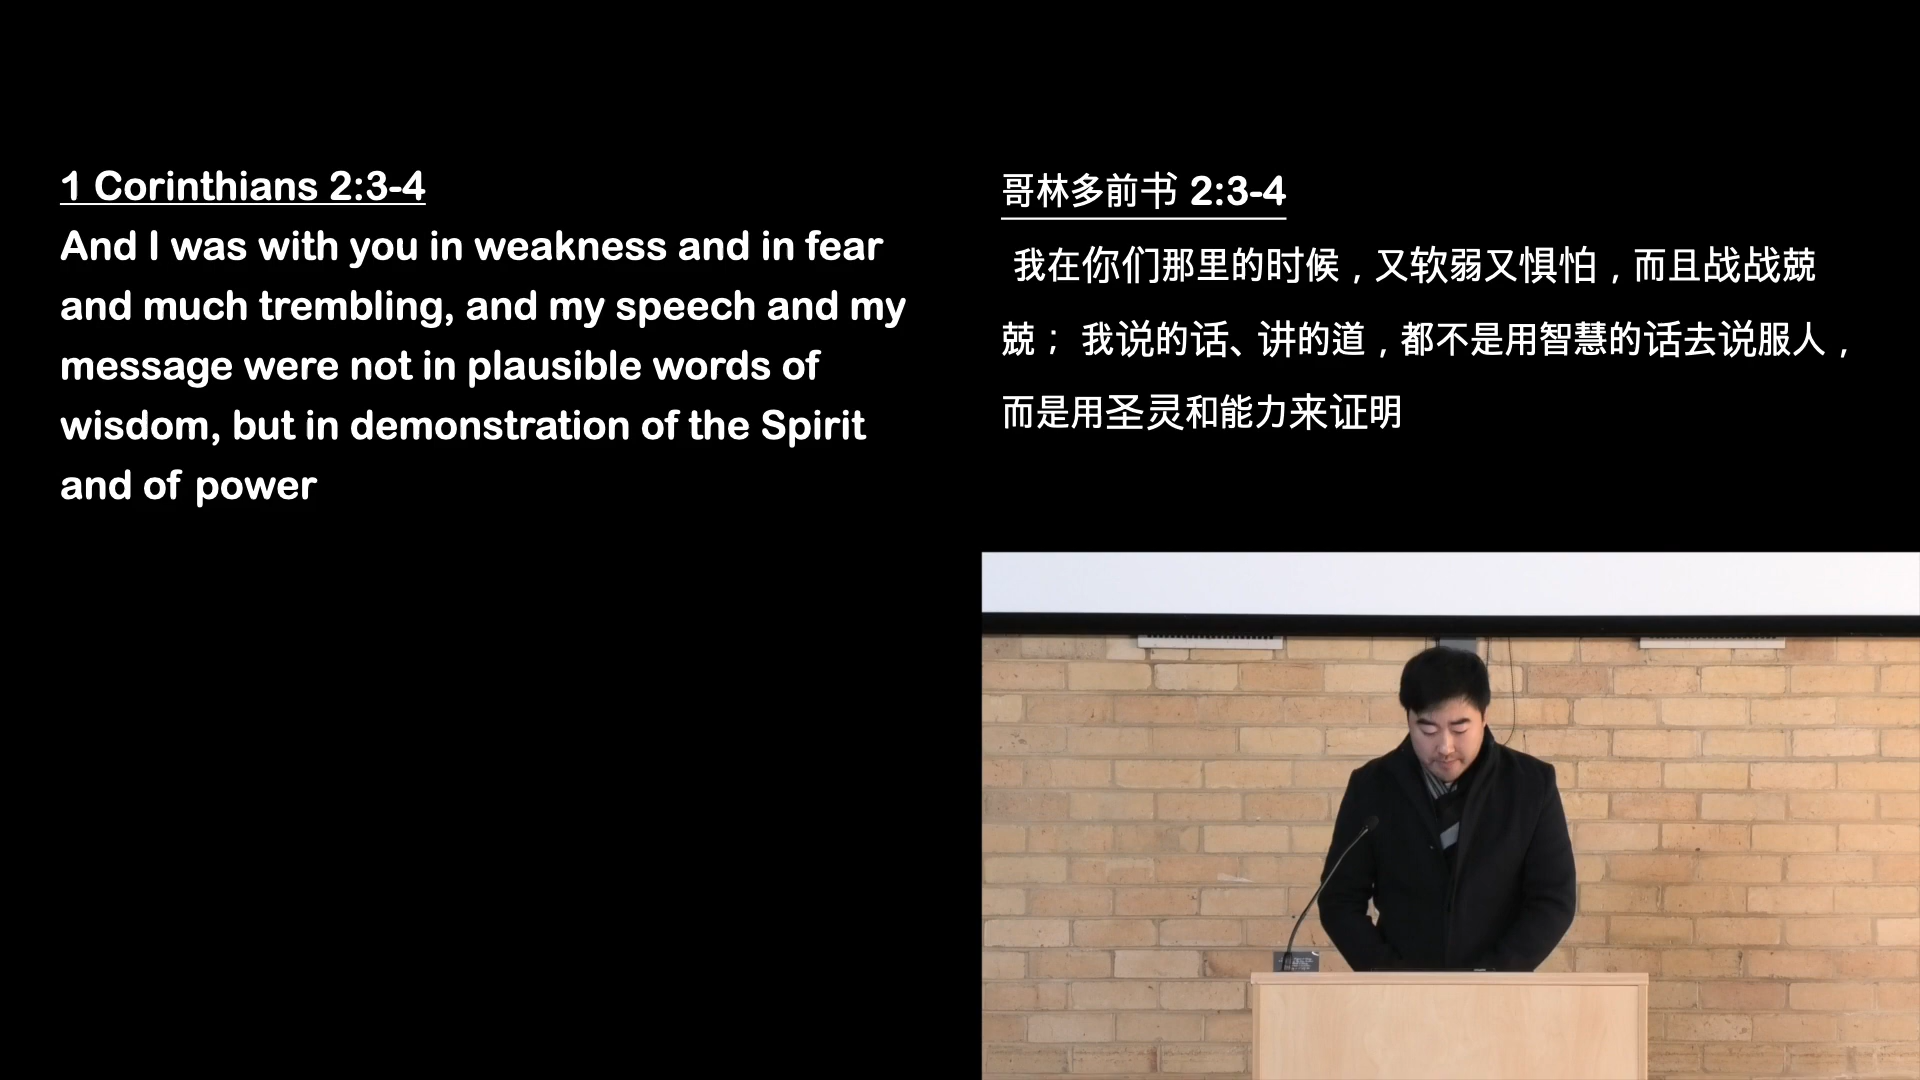 1 Corinthians 2:3-4
And I was with you in weakness and in fear
and much trembling, and my speech and my
message were not in plausible words of
wisdom, but in demonstration of the Spirit
and of power
哥林多前书 2:3-4
我在你们那里的时候，又软弱又惧怕，而且战战兢
兢； 我说的话、讲的道，都不是用智慧的话去说服人，
而是用圣灵和能力来证明